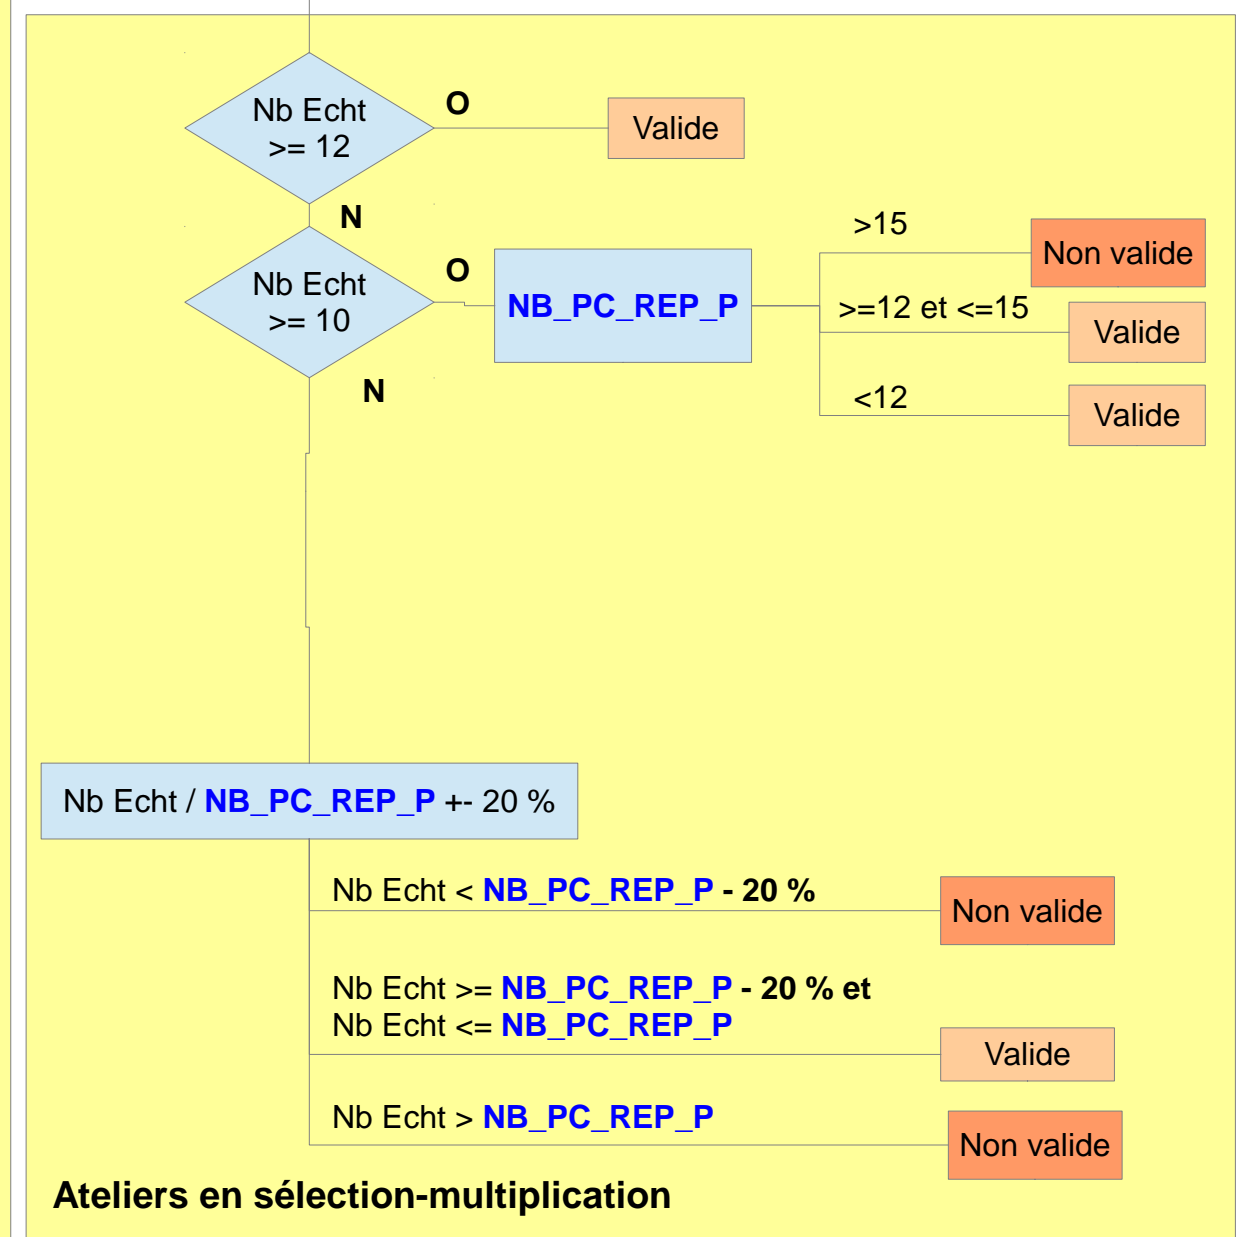 Nb Echt
>= 12
O
Valide
N
Nb Echt
>= 10
O
NB_PC_REP_P
>15
Non valide
>=12 et <=15
Valide
<12
Valide
N
Nb Echt / NB_PC_REP_P +- 20 %
Nb Echt < NB_PC_REP_P - 20 %
Non valide
Nb Echt >= NB_PC_REP_P - 20 % et
Nb Echt <= NB_PC_REP_P
Valide
Nb Echt > NB_PC_REP_P
Non valide
Ateliers en sélection-multiplication